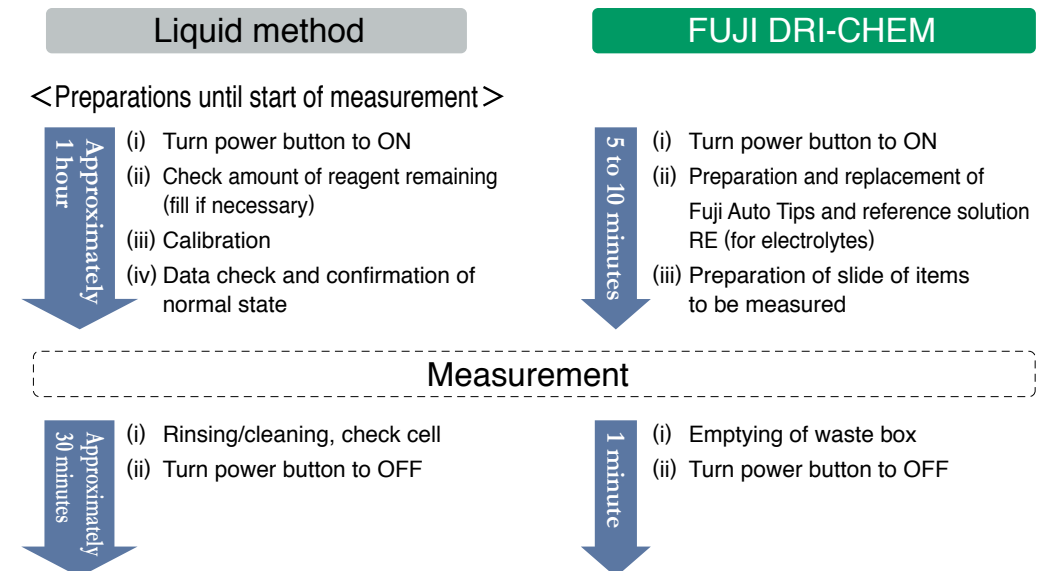 Liquid method
FUJI DRI-CHEM
<Preparations until start of measurement>
Approximately
1 hour
(i) Turn power button to ON
(ii) Check amount of reagent remaining
(fill if necessary)
(iii) Calibration
(iv) Data check and confirmation of
normal state
5 to 10 minutes
(i) Turn power button to ON
(ii) Preparation and replacement of
Fuji Auto Tips and reference solution
RE (for electrolytes)
(iii) Preparation of slide of items
to be measured
Measurement
Approximately
30 minutes
(i) Rinsing/cleaning, check cell
(ii) Turn power button to OFF
1 minute
(i) Emptying of waste box
(ii) Turn power button to OFF